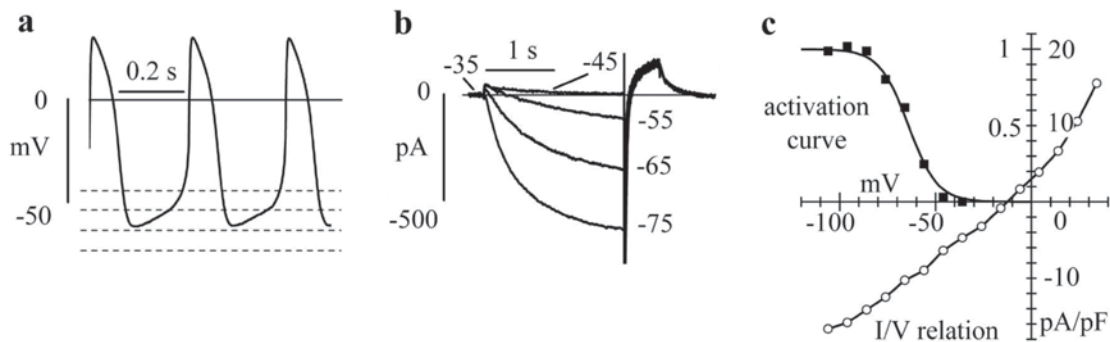 a
0.2 s
0
mV
-50
b
1 s
-35
-45
0
-55
pA
-65
-500
-75
c
1
20
activation
curve
0.5
10
mV
-100
-50
0
-10
I/V relation
pA/pF